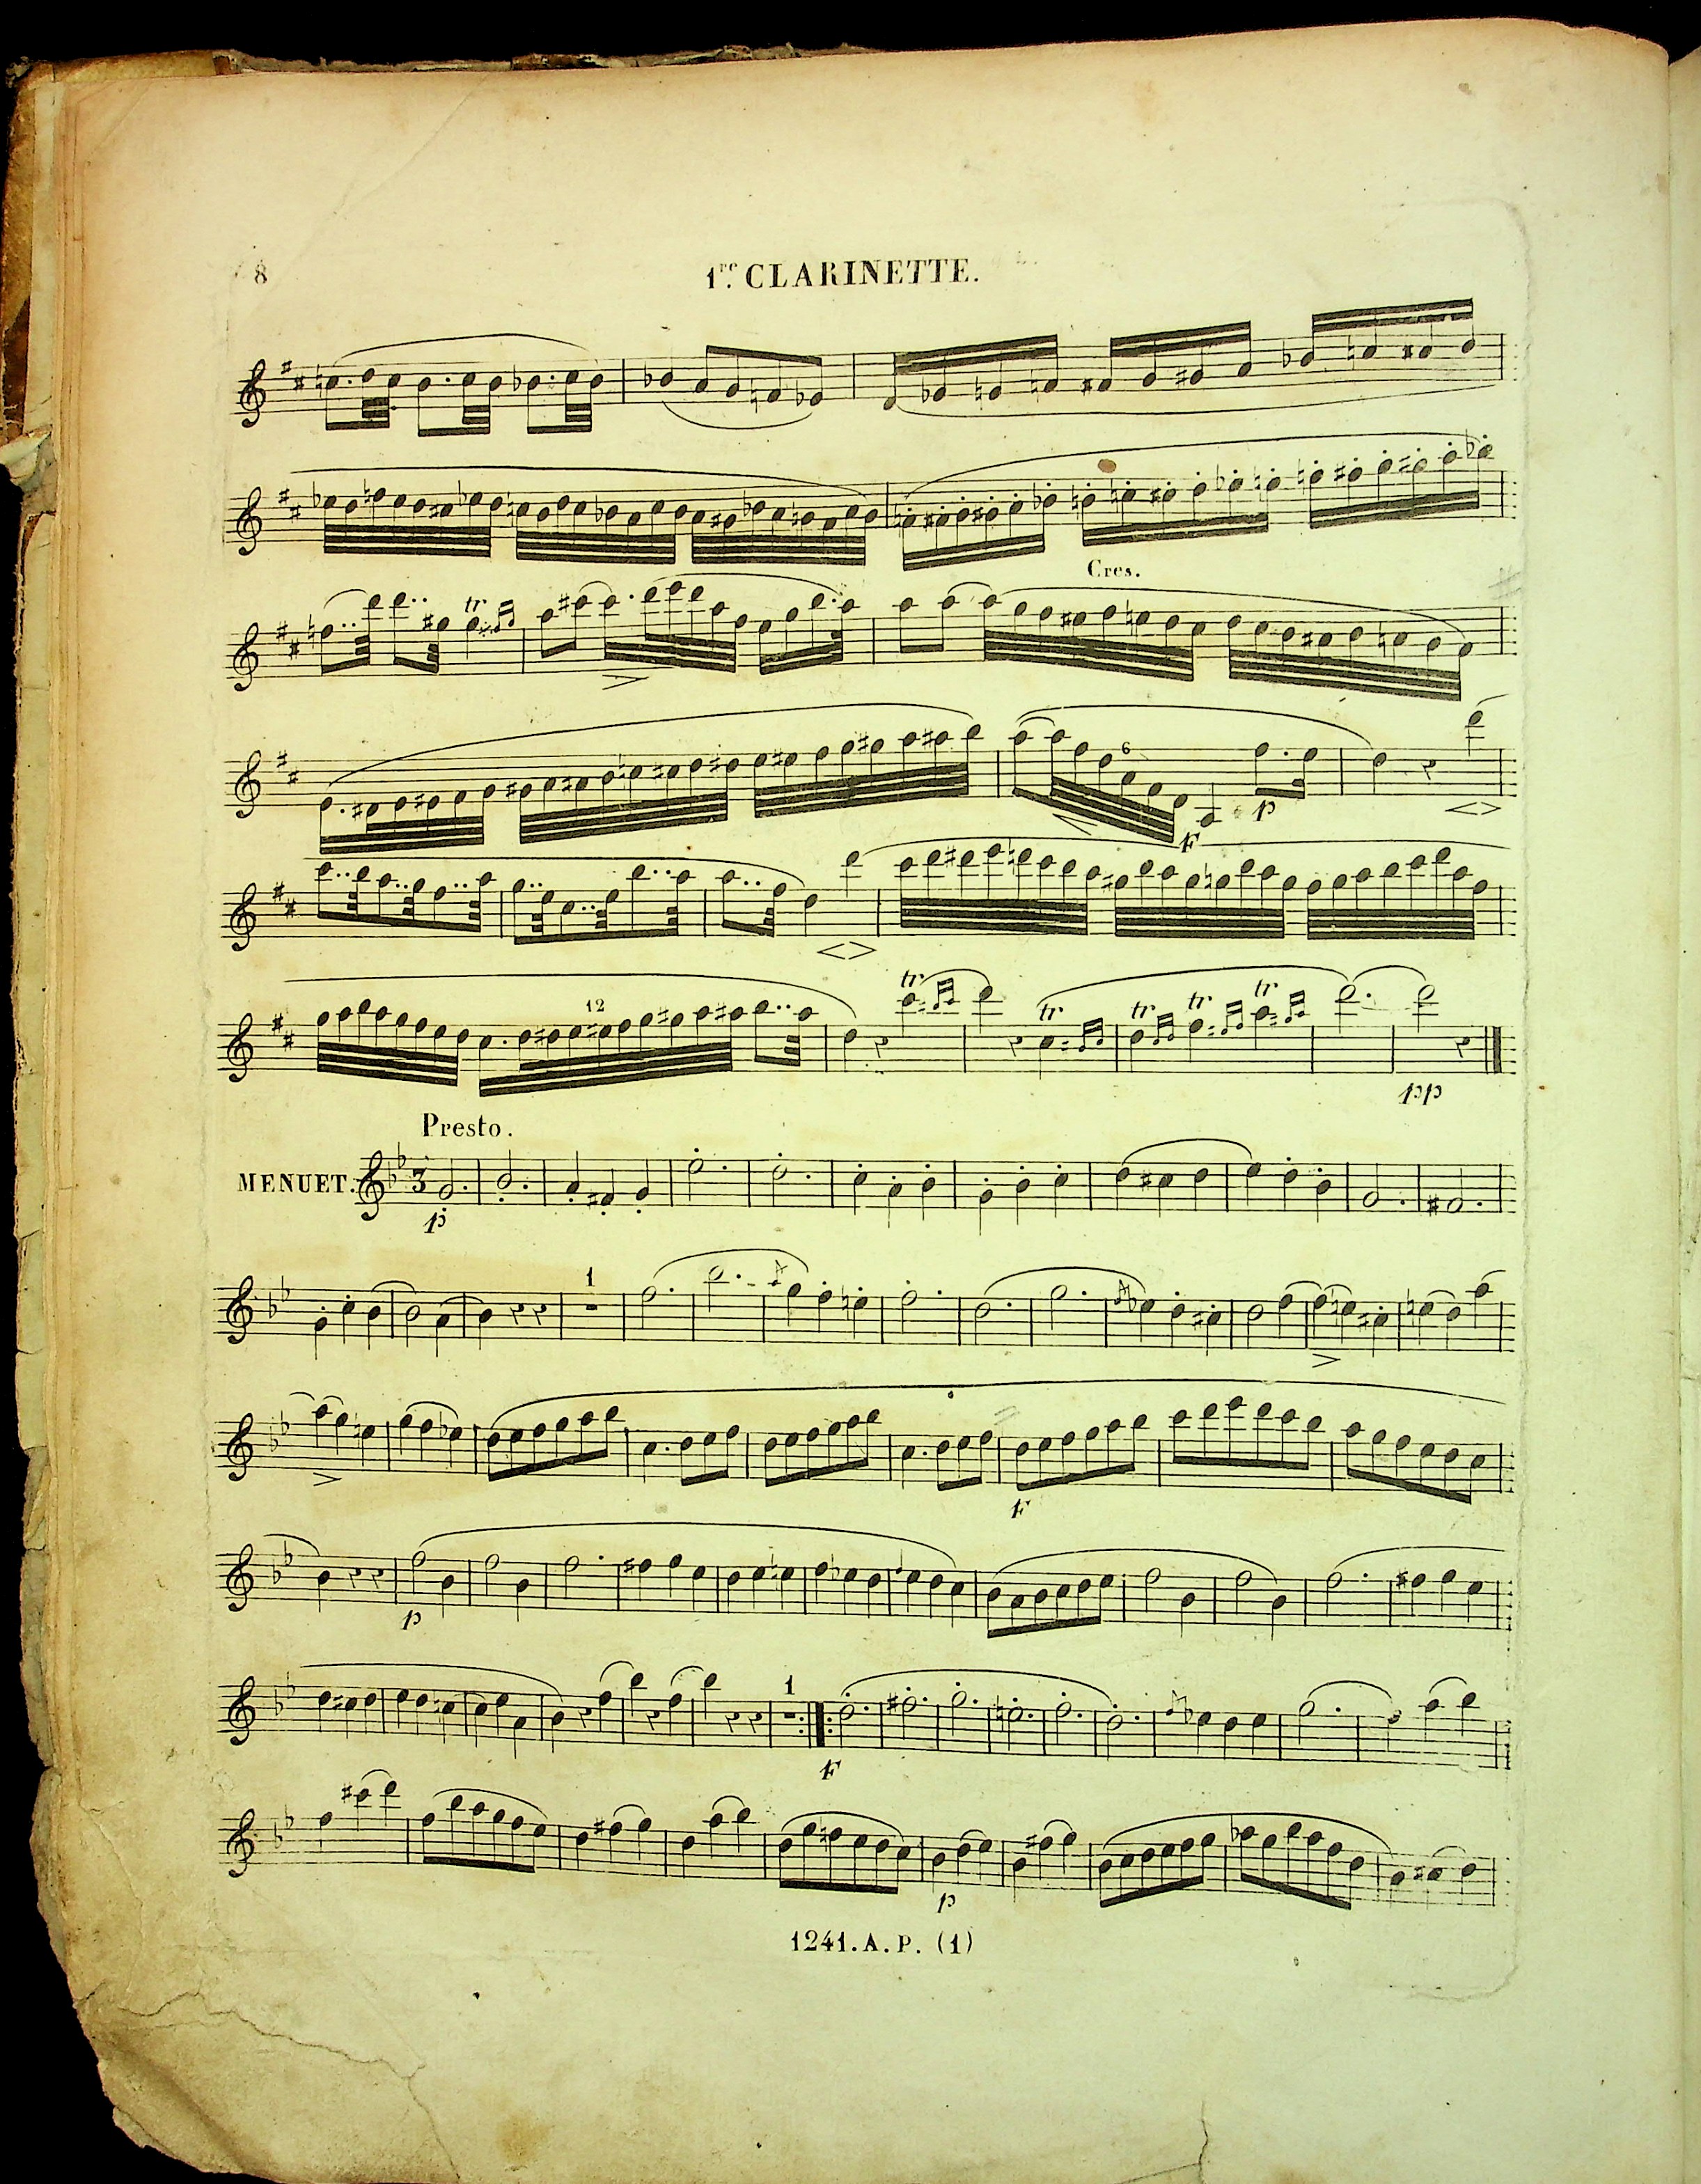 8
1re. CLARINETTE.
Cres.
tr
6
F p
12
tr
tr tr tr tr
pp
Presto.
MENUET. 3
p
1
F
p
1
F
p
1241. A. P. (1)